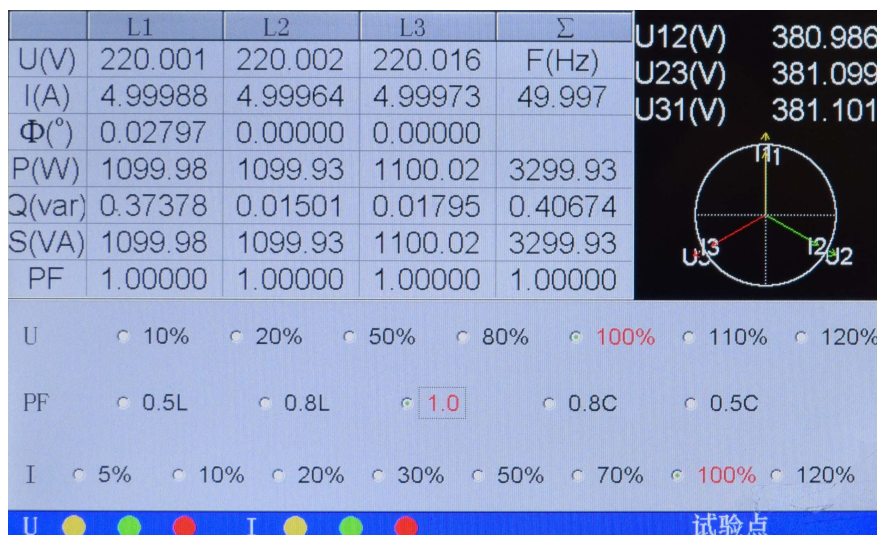 L1 L2 L3 Σ
U(V) 220.001 220.002 220.016 F(Hz)
I(A) 4.99988 4.99964 4.99973 49.997
Φ(°) 0.02797 0.00000 0.00000
P(W) 1099.98 1099.93 1100.02 3299.93
Q(var) 0.37378 0.01501 0.01795 0.40674
S(VA) 1099.98 1099.93 1100.02 3299.93
PF 1.00000 1.00000 1.00000 1.00000
U12(V) 380.986
U23(V) 381.099
U31(V) 381.101
I3
U3
I2
U2
U 10% 20% 50% 80% 100% 110% 120%
PF 0.5L 0.8L 1.0 0.8C 0.5C
I 5% 10% 20% 30% 50% 70% 100% 120%
U I 试验点